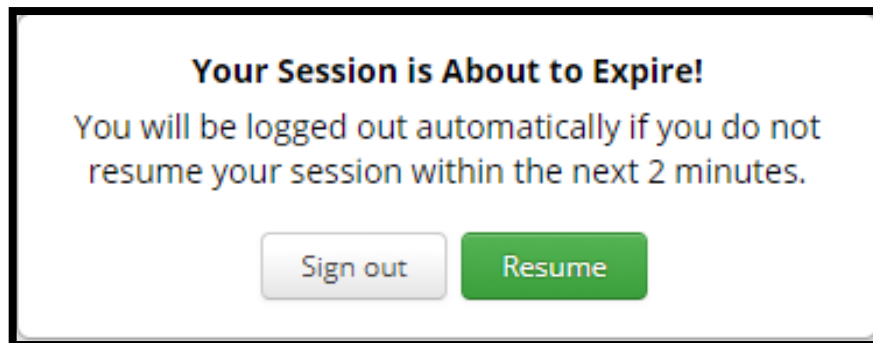 Your Session is About to Expire!
You will be logged out automatically if you do not
resume your session within the next 2 minutes.
Sign out Resume